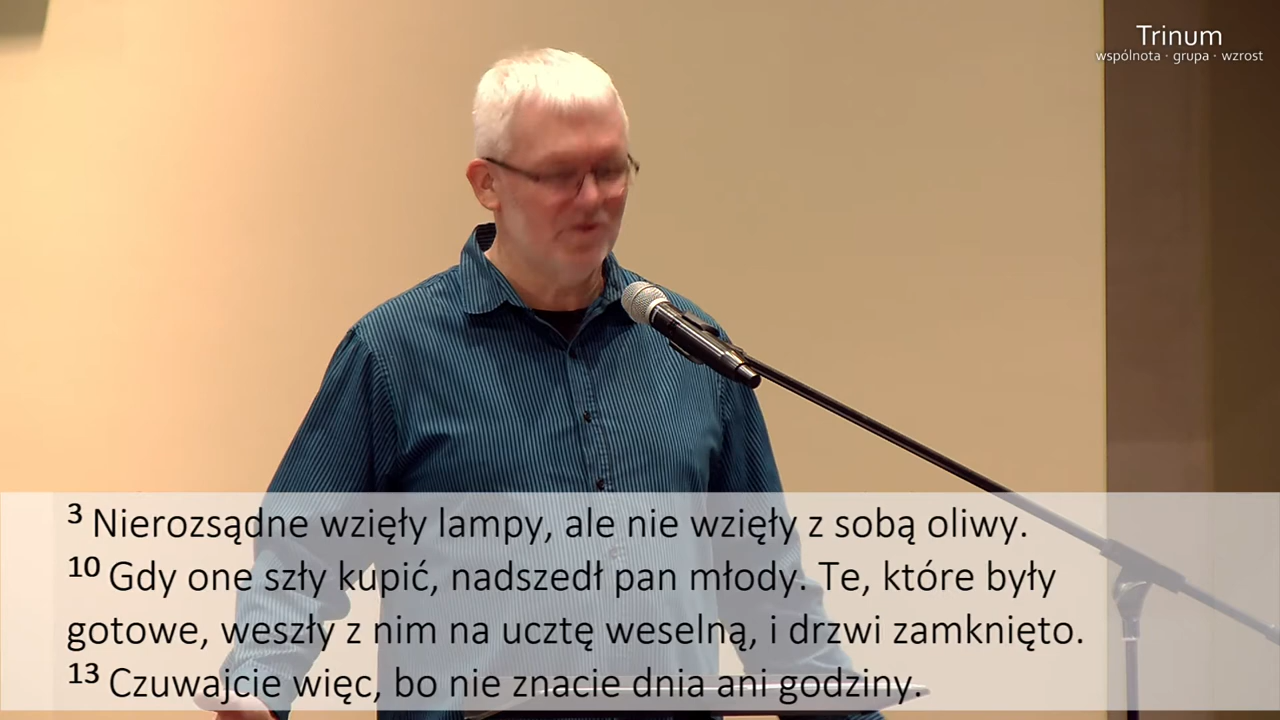 Trinum
wspólnota · grupa · wzrost
3 Nierozsądne wzięły lampy, ale nie wzięły z sobą oliwy.
10 Gdy one szły kupić, nadszedł pan młody. Te, które były
gotowe, weszły z nim na ucztę weselną, i drzwi zamknięto.
13 Czuwajcie więc, bo nie znacie dnia ani godziny.